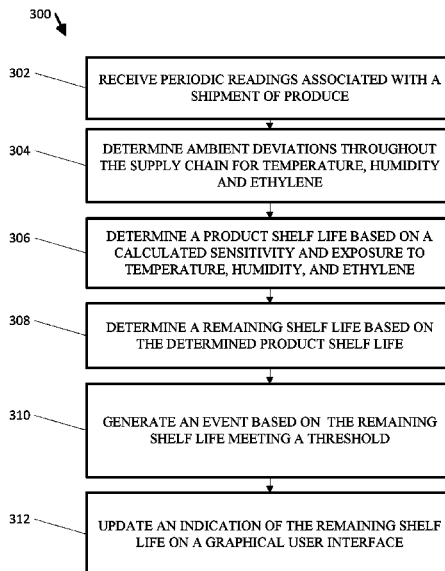 300
302
RECEIVE PERIODIC READINGS ASSOCIATED WITH A
SHIPMENT OF PRODUCE
304
DETERMINE AMBIENT DEVIATIONS THROUGHOUT
THE SUPPLY CHAIN FOR TEMPERATURE, HUMIDITY
AND ETHYLENE
306
DETERMINE A PRODUCT SHELF LIFE BASED ON A
CALCULATED SENSITIVITY AND EXPOSURE TO
TEMPERATURE, HUMIDITY, AND ETHYLENE
308
DETERMINE A REMAINING SHELF LIFE BASED ON
THE DETERMINED PRODUCT SHELF LIFE
310
GENERATE AN EVENT BASED ON THE REMAINING
SHELF LIFE MEETING A THRESHOLD
312
UPDATE AN INDICATION OF THE REMAINING SHELF
LIFE ON A GRAPHICAL USER INTERFACE